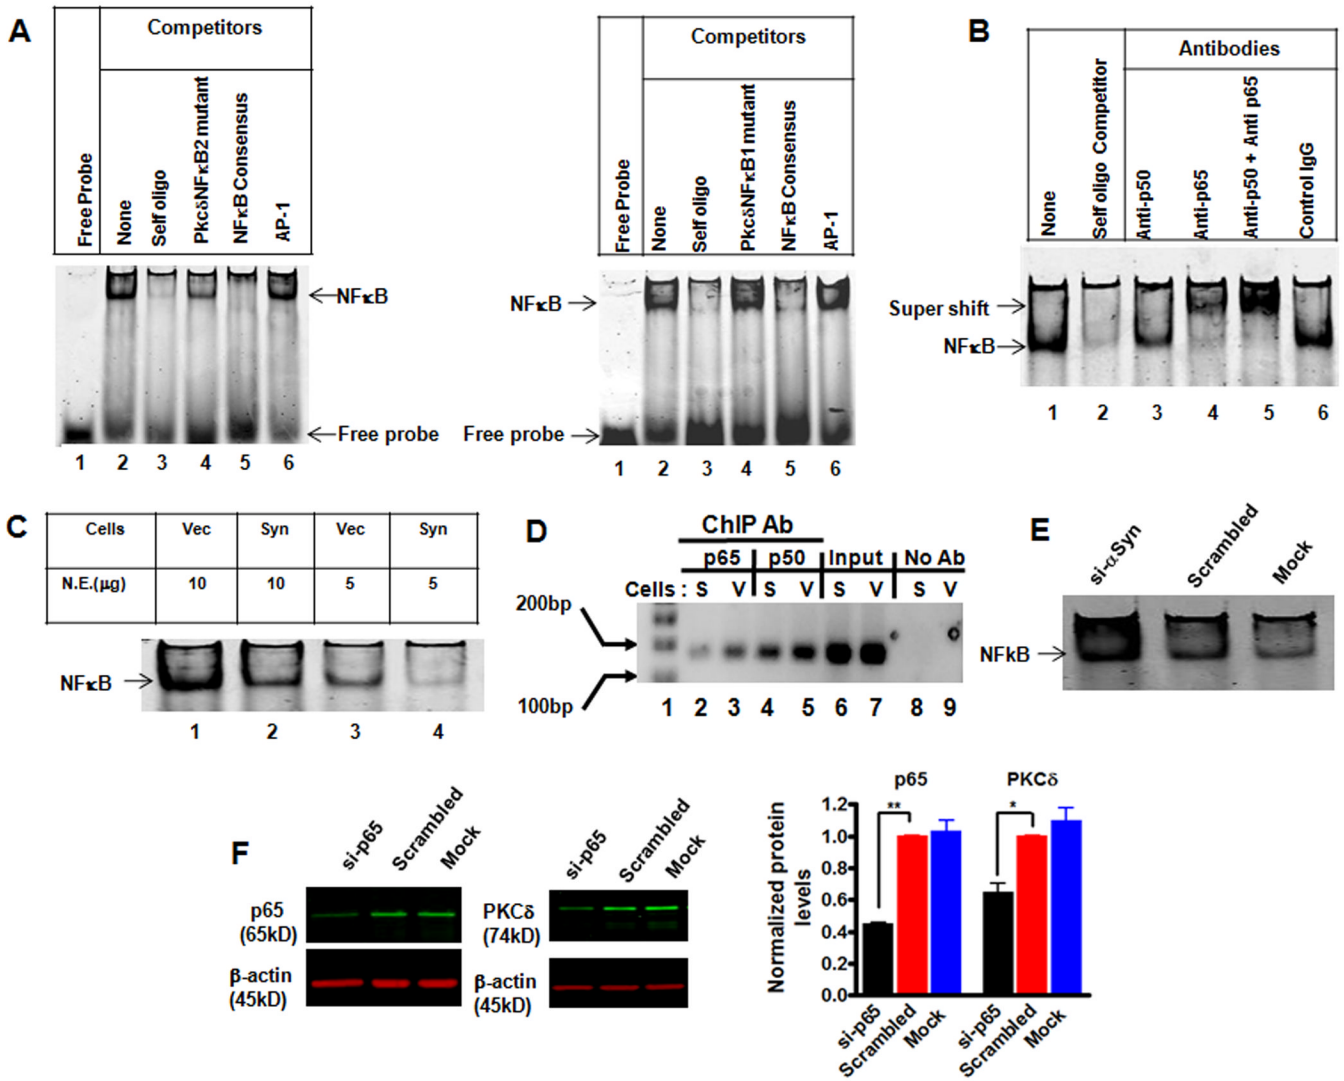 A
Competitors
Free Probe
None
Self oligo
PkcδNFκB2 mutant
NFκB Consensus
AP-1
NFκB
Free probe
1 2 3 4 5 6
Competitors
Free Probe
None
Self oligo
PkcδNFκB1 mutant
NFκB Consensus
AP-1
NFκB
Free probe
1 2 3 4 5 6
B
Antibodies
None
Self oligo Competitor
Anti-p50
Anti-p65
Anti-p50 + Anti p65
Control IgG
Super shift
NFκB
1 2 3 4 5 6
C
Cells Vec Syn Vec Syn
N.E.(μg) 10 10 5 5
NFκB
1 2 3 4
D
ChIP Ab
p65 p50 Input No Ab
Cells : S V S V S V S V
200bp
100bp
1 2 3 4 5 6 7 8 9
E
si-αSyn
Scrambled
Mock
NFkB
F
si-p65
Scrambled
Mock
p65
(65kD)
β-actin
(45kD)
si-p65
Scrambled
Mock
PKCδ
(74kD)
β-actin
(45kD)
p65 PKCδ
Normalized protein
levels
1.2
1.0
0.8
0.6
0.4
0.2
0.0
** *
si-p65
Scrambled
Mock
si-p65
Scrambled
Mock